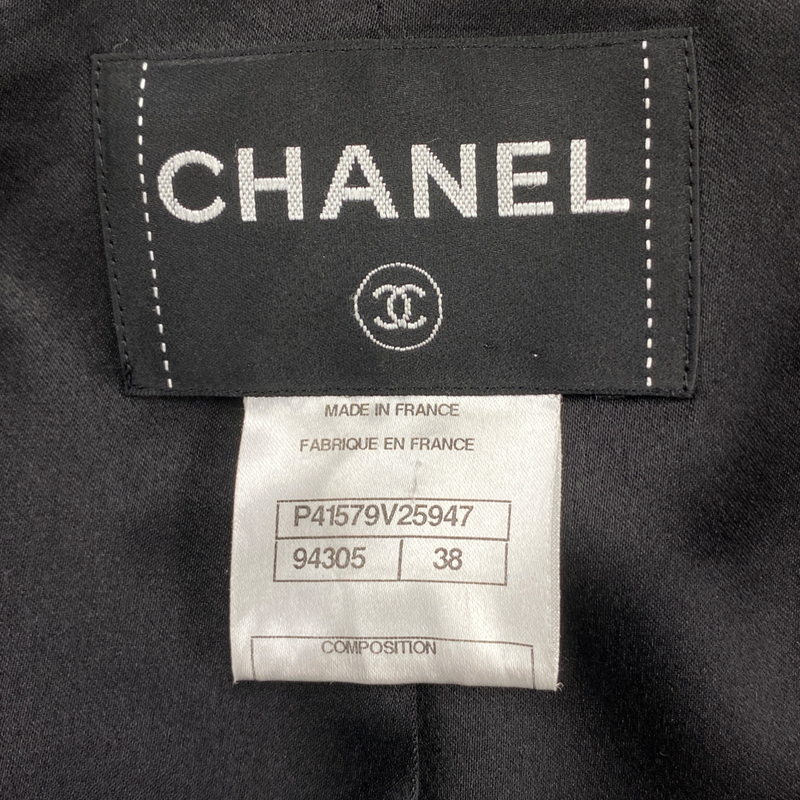 CHANEL
MADE IN FRANCE
FABRIQUE EN FRANCE
P41579V25947
94305 38
COMPOSITION